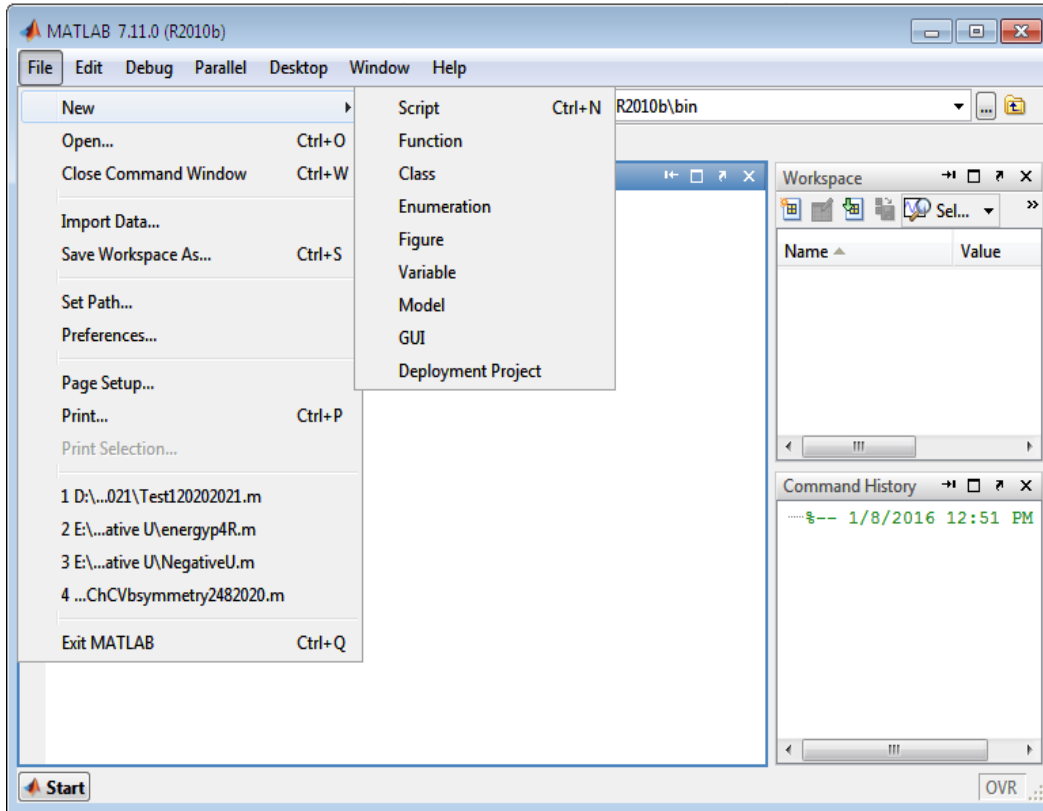 MATLAB 7.11.0 (R2010b)
File Edit Debug Parallel Desktop Window Help
New
Open... Ctrl+O
Close Command Window Ctrl+W
Import Data...
Save Workspace As... Ctrl+S
Set Path...
Preferences...
Page Setup...
Print... Ctrl+P
Print Selection...
1 D:\...021\Test120202021.m
2 E:\...ative U\energyp4R.m
3 E:\...ative U\NegativeU.m
4 ...ChCVbsymmetry2482020.m
Exit MATLAB Ctrl+Q
Script Ctrl+N
Function
Class
Enumeration
Figure
Variable
Model
GUI
Deployment Project
R2010b\bin
...
Workspace
Sel... »
Name Value
Command History
%-- 1/8/2016 12:51 PM
Start
OVR